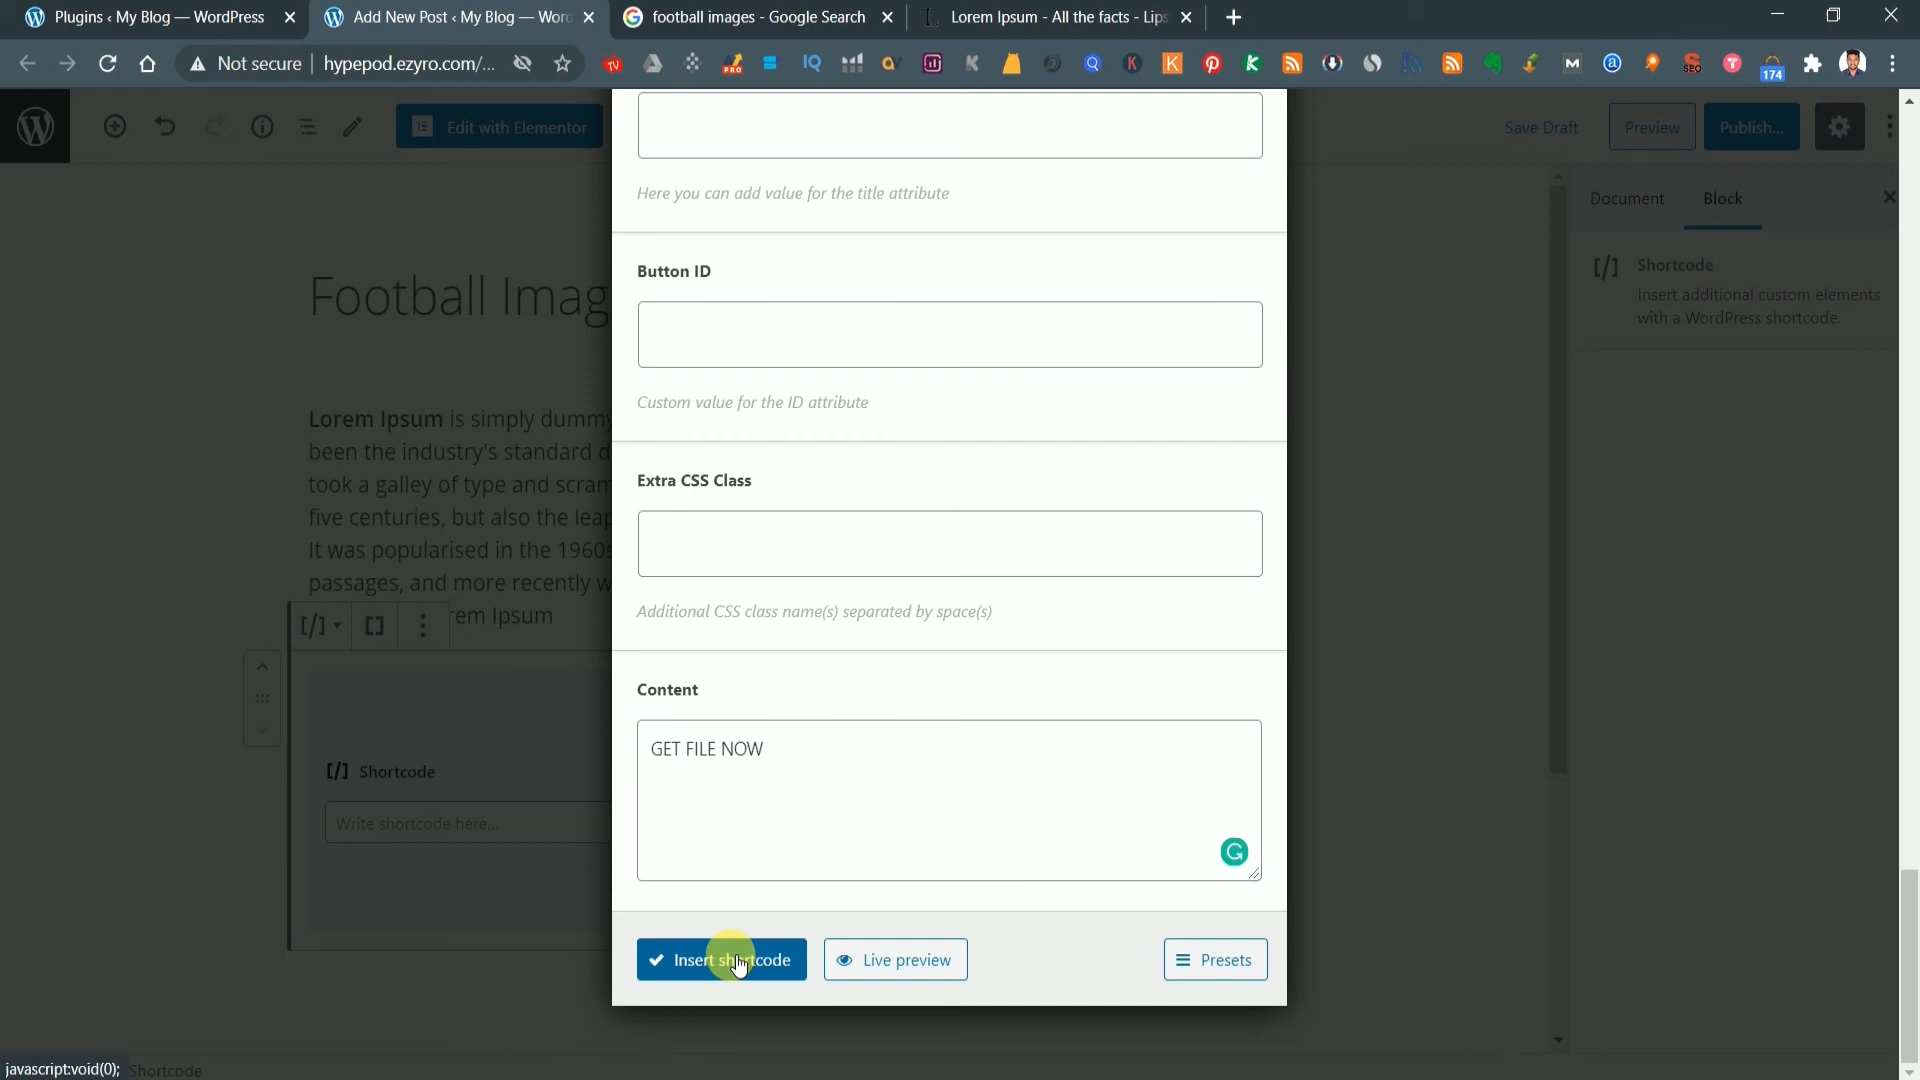 Plugins ‹ My Blog — WordPress
Add New Post ‹ My Blog — Wor
football images - Google Search
Lorem Ipsum - All the facts - Lips
Not secure
hypepod.ezyro.com/...
174
Edit with Elementor
Save Draft
Preview
Publish...
Here you can add value for the title attribute
Document
Block
Button ID
[/] Shortcode
Insert additional custom elements
with a WordPress shortcode.
Football Imag
Custom value for the ID attribute
Lorem Ipsum is simply dummy
been the industry's standard d
Extra CSS Class
took a galley of type and scram
five centuries, but also the leap
It was popularised in the 1960s
passages, and more recently w
rem Ipsum
Additional CSS class name(s) separated by space(s)
Content
GET FILE NOW
[/] Shortcode
Write shortcode here...
Insert shortcode
Live preview
Presets
javascript:void(0);
Shortcode